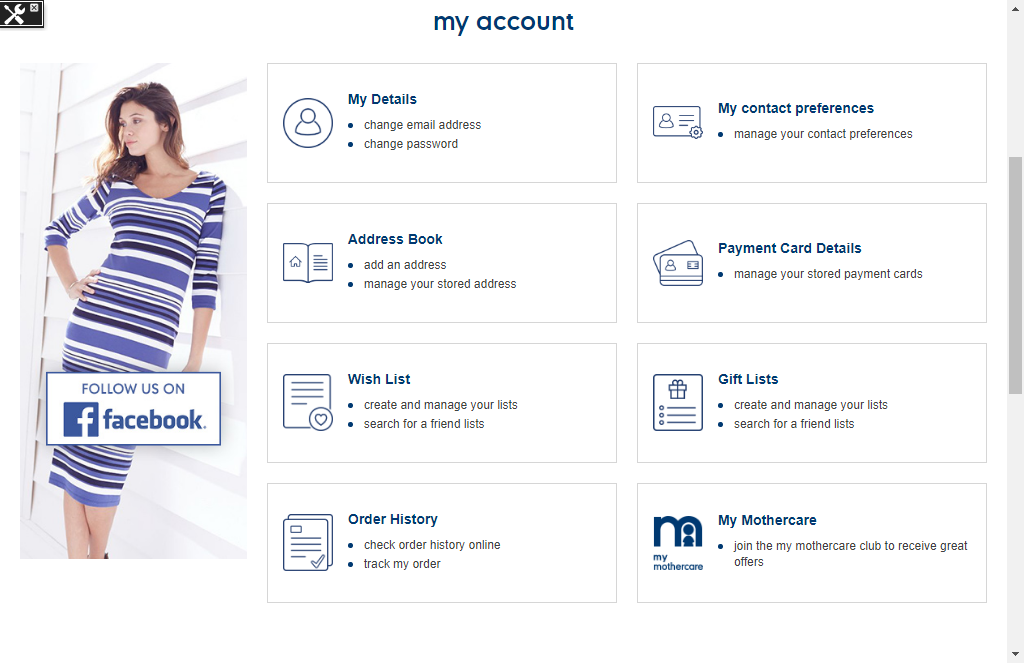 my account
My Details
change email address
change password
My contact preferences
manage your contact preferences
Address Book
add an address
manage your stored address
Payment Card Details
manage your stored payment cards
Wish List
create and manage your lists
search for a friend lists
Gift Lists
create and manage your lists
search for a friend lists
FOLLOW US ON
facebook.
Order History
check order history online
track my order
my
mothercare
My Mothercare
join the my mothercare club to receive great
offers